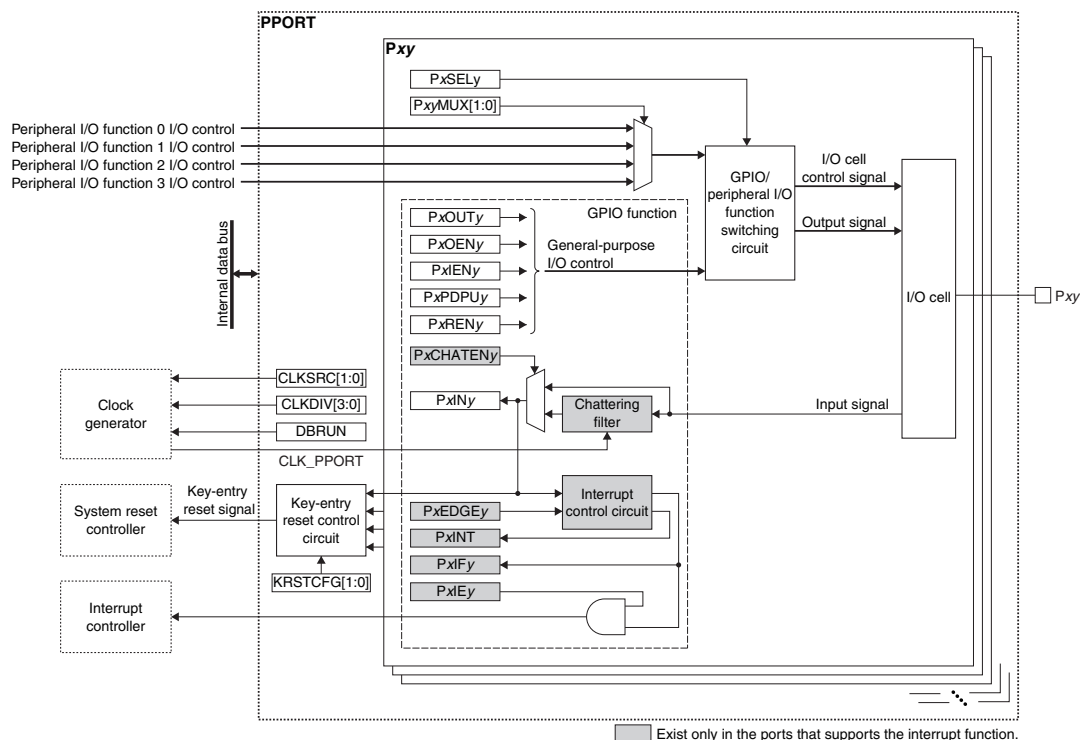 PPORT
Pxy
PxSELy
PxyMUX[1:0]
Peripheral I/O function 0 I/O control
Peripheral I/O function 1 I/O control
Peripheral I/O function 2 I/O control
Peripheral I/O function 3 I/O control
GPIO/
peripheral I/O
function
switching
circuit
I/O cell
control signal
Output signal
I/O cell
Pxy
Internal data bus
GPIO function
PxOUTy
PxOENy
PxIENy
PxPDPUy
PxRENy
General-purpose
I/O control
PxCHATENy
PxINy
Chattering
filter
Input signal
Clock
generator
CLKSRC[1:0]
CLKDIV[3:0]
DBRUN
CLK_PPORT
System reset
controller
Key-entry
reset signal
Key-entry
reset control
circuit
KRSTCFG[1:0]
Interrupt
control circuit
PxEDGEy
PxINT
PxIFy
PxIEy
Interrupt
controller
Exist only in the ports that supports the interrupt function.